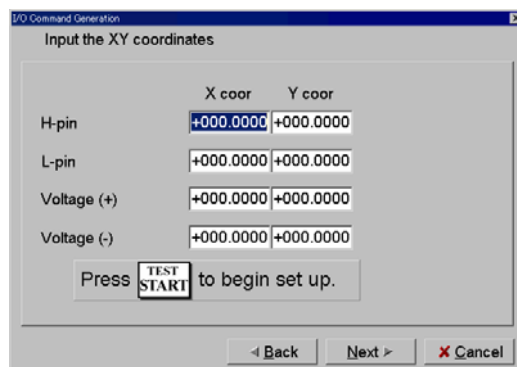 I/O Command Generation
Input the XY coordinates
X coor Y coor
H-pin +000.0000 +000.0000
L-pin +000.0000 +000.0000
Voltage (+) +000.0000 +000.0000
Voltage (-) +000.0000 +000.0000
Press TEST START to begin set up.
Back Next Cancel